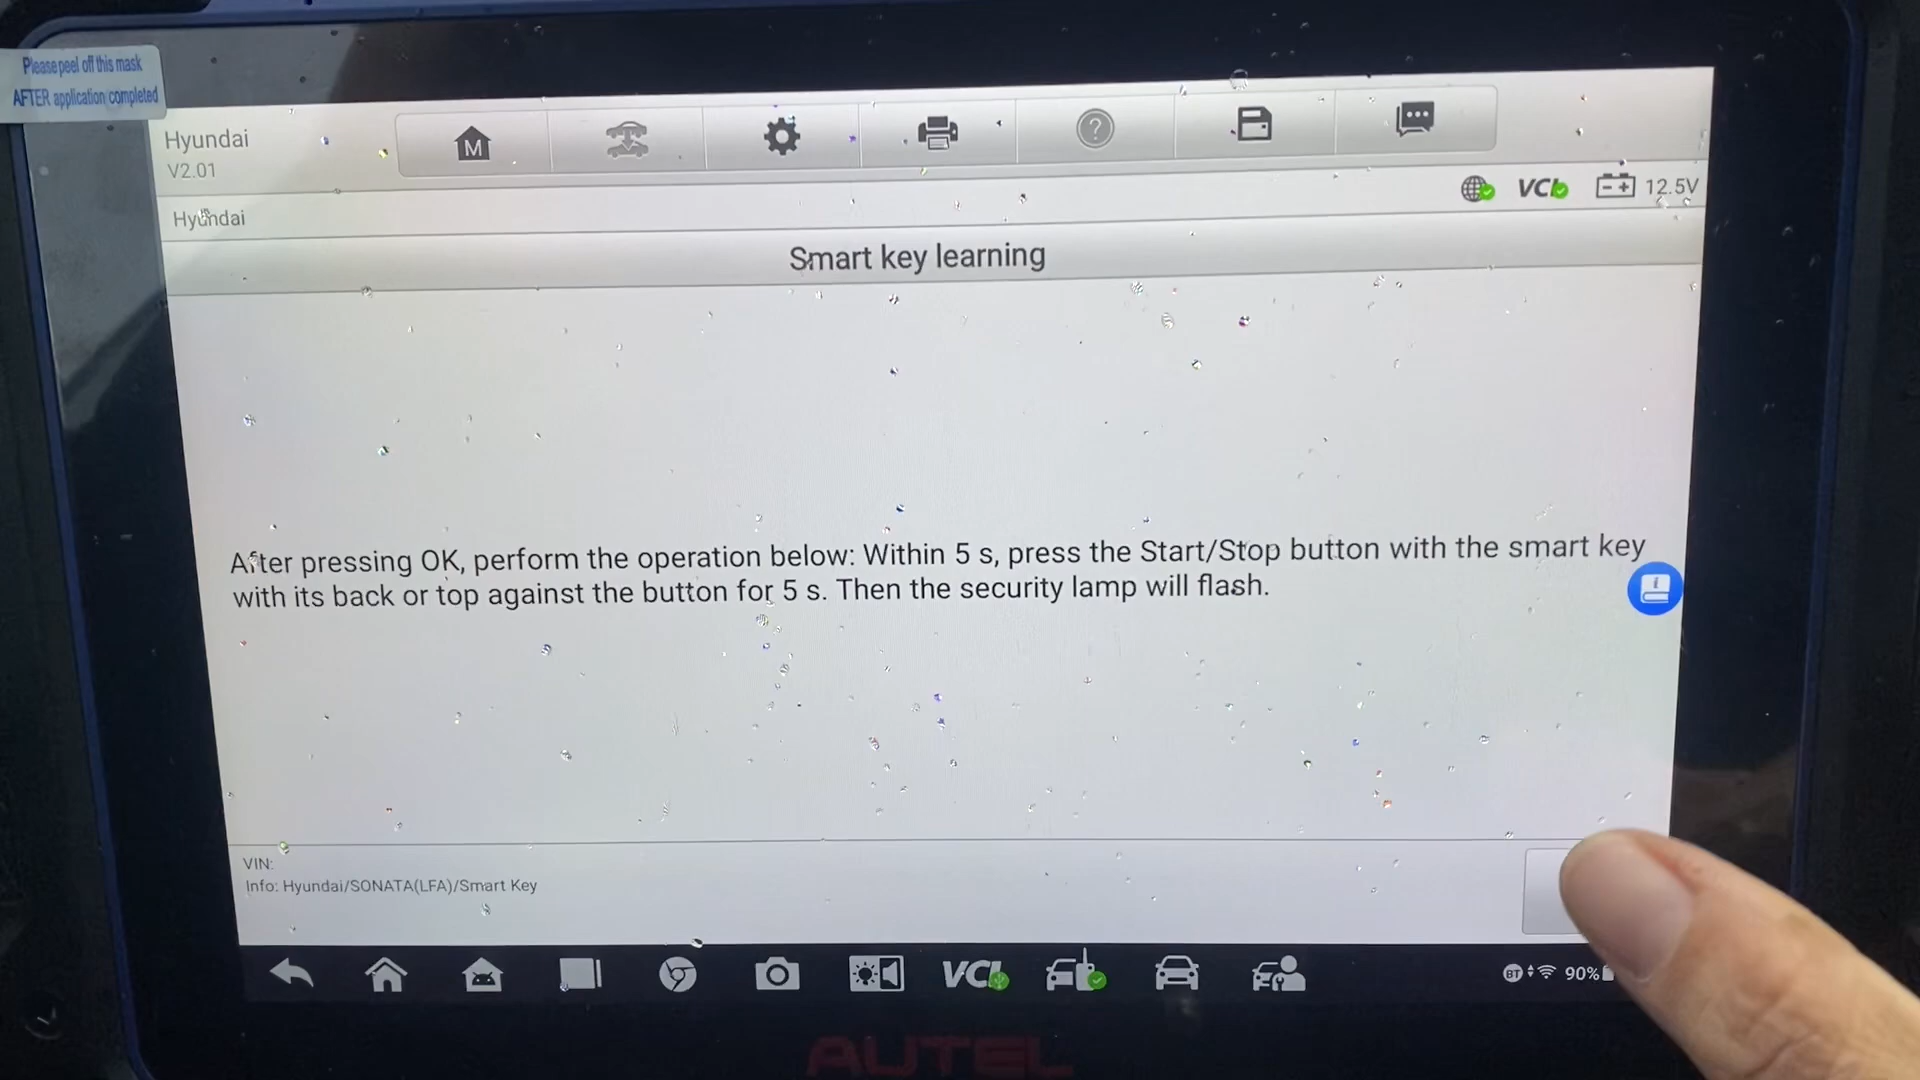 Please peel off this mask
AFTER application completed
Hyundai
V2.01
M
?
VCI
12.5V
Hyundai
Smart key learning
After pressing OK, perform the operation below: Within 5 s, press the Start/Stop button with the smart key
with its back or top against the button for 5 s. Then the security lamp will flash.
i
VIN:
Info: Hyundai/SONATA(LFA)/Smart Key
VCI
BT
90%
AUTEL